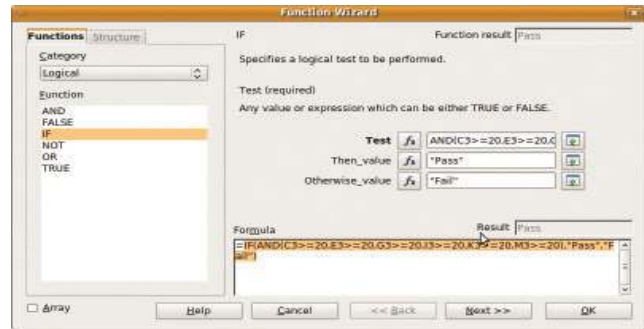 Function Wizard
Functions Structure
IF
Function result Pass
Category
Logical
Specifies a logical test to be performed.
Function
AND
FALSE
IF
NOT
OR
TRUE
Test (required)
Any value or expression which can be either TRUE or FALSE.
Test fx AND(C3>=20,E3>=20,G
Then_value fx "Pass"
Otherwise_value fx "Fail"
Formula
Result Pass
=IF(AND(C3>=20,E3>=20,G3>=20,I3>=20,K3>=20,M3>=20),"Pass","F
ail")
Array
Help
Cancel
<< Back
Next >>
OK